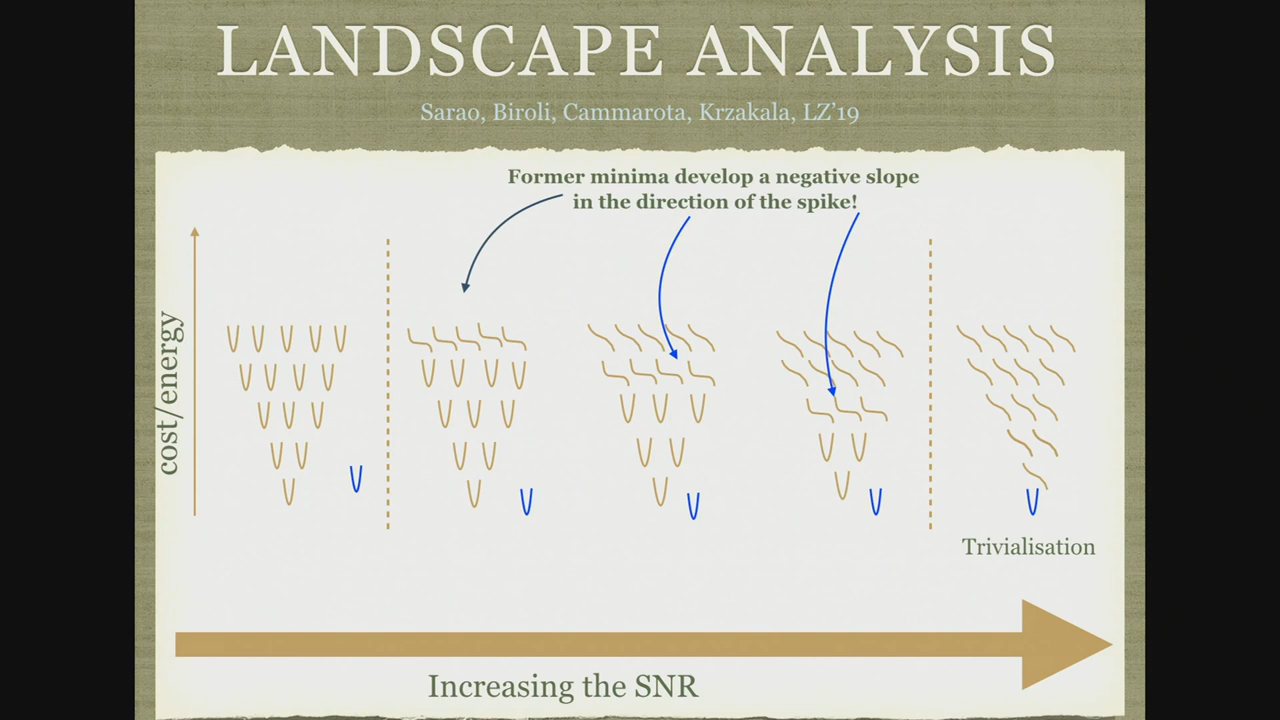 LANDSCAPE ANALYSIS
Sarao, Biroli, Cammarota, Krzakala, LZ’19
Former minima develop a negative slope
in the direction of the spike!
cost/energy
Trivialisation
Increasing the SNR